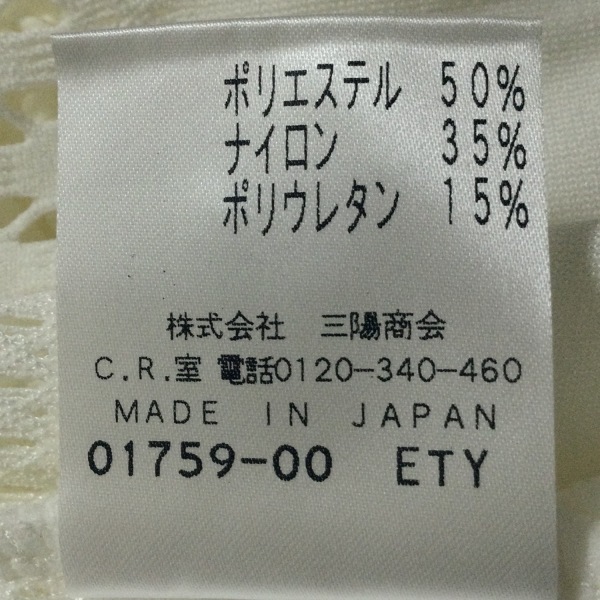 ポリエステル 50%
ナイロン 35%
ポリウレタン 15%
株式会社 三陽商会
C.R.室 電話0120-340-460
MADE IN JAPAN
01759-00 ETY